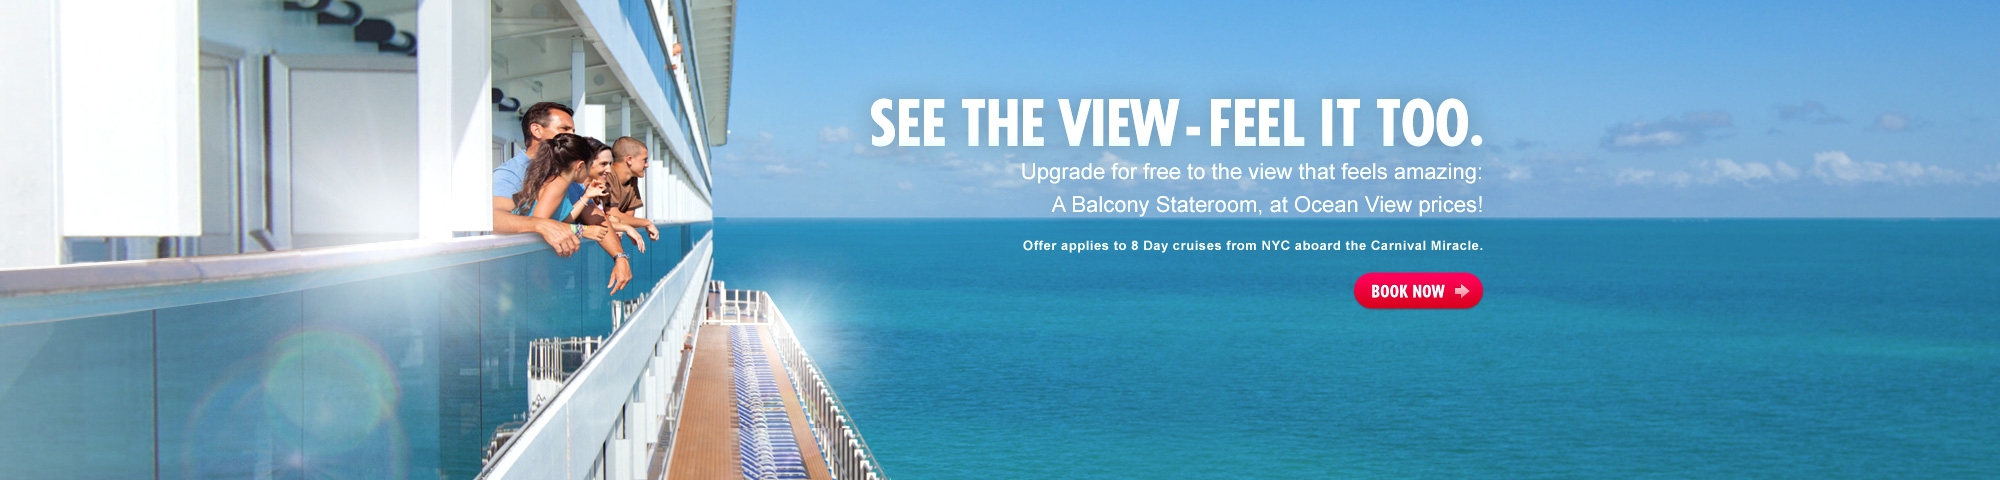 SEE THE VIEW - FEEL IT TOO.
Upgrade for free to the view that feels amazing:
A Balcony Stateroom, at Ocean View prices!
Offer applies to 8 Day cruises from NYC aboard the Carnival Miracle.
BOOK NOW